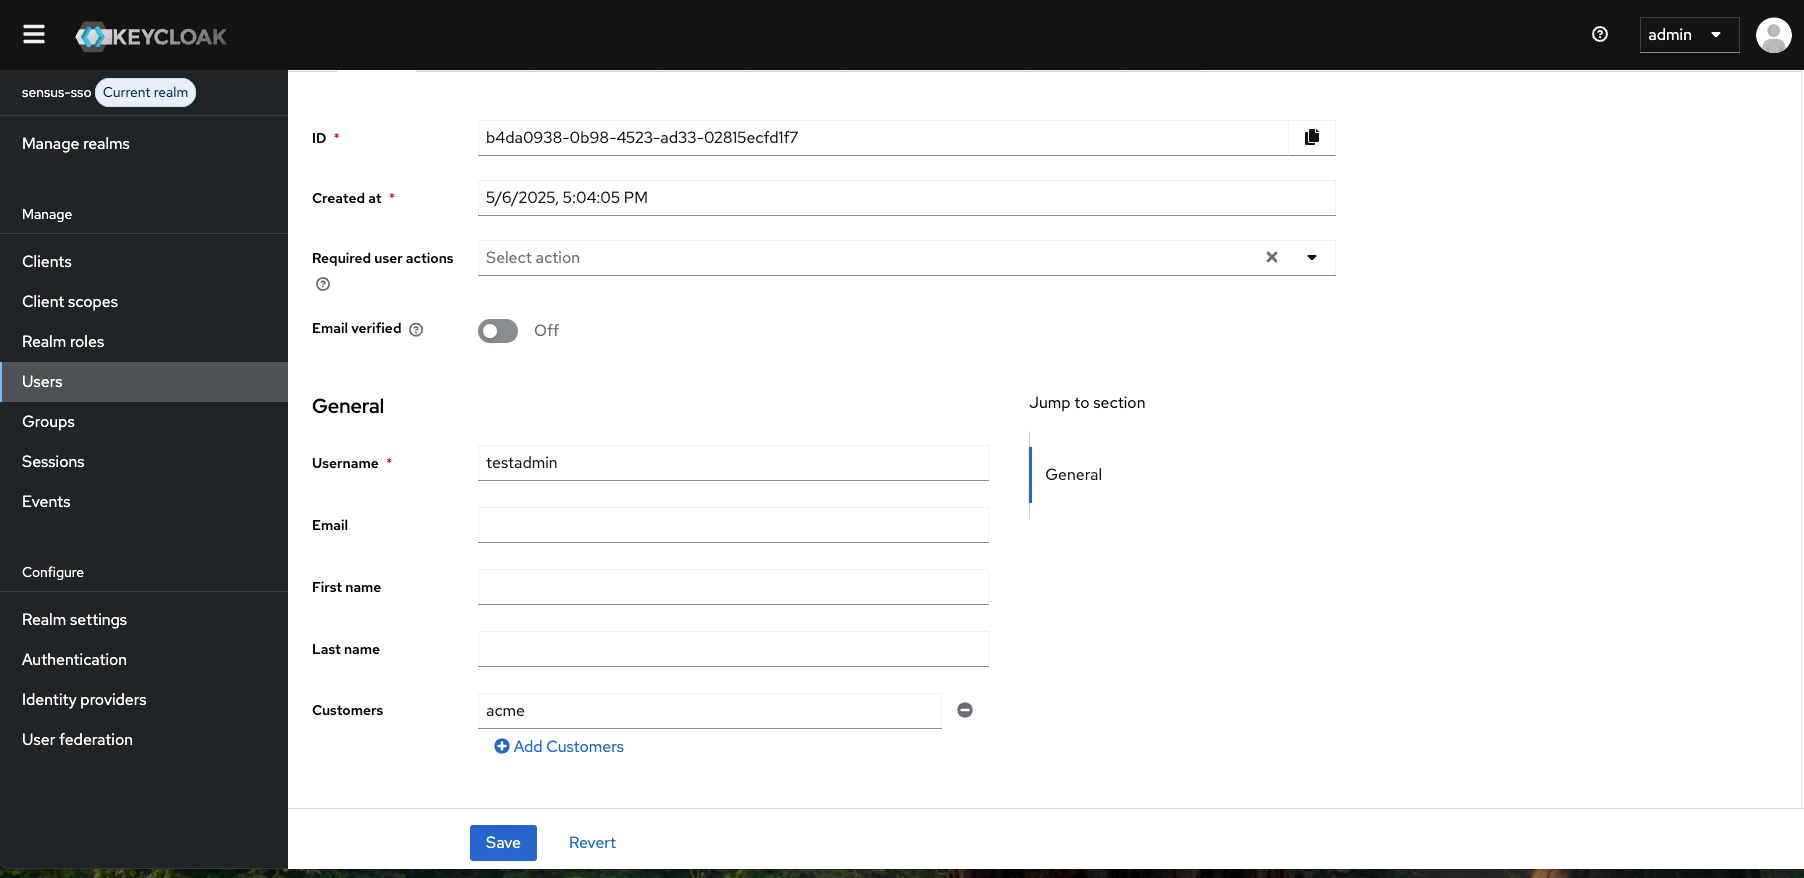 KEYCLOAK
admin
sensus-sso Current realm
Manage realms
Manage
Clients
Client scopes
Realm roles
Users
Groups
Sessions
Events
Configure
Realm settings
Authentication
Identity providers
User federation
ID *
b4da0938-0b98-4523-ad33-02815ecfd1f7
Created at *
5/6/2025, 5:04:05 PM
Required user actions
Select action
Email verified
Off
General
Username *
testadmin
Email
First name
Last name
Customers
acme
Add Customers
Jump to section
General
Save
Revert